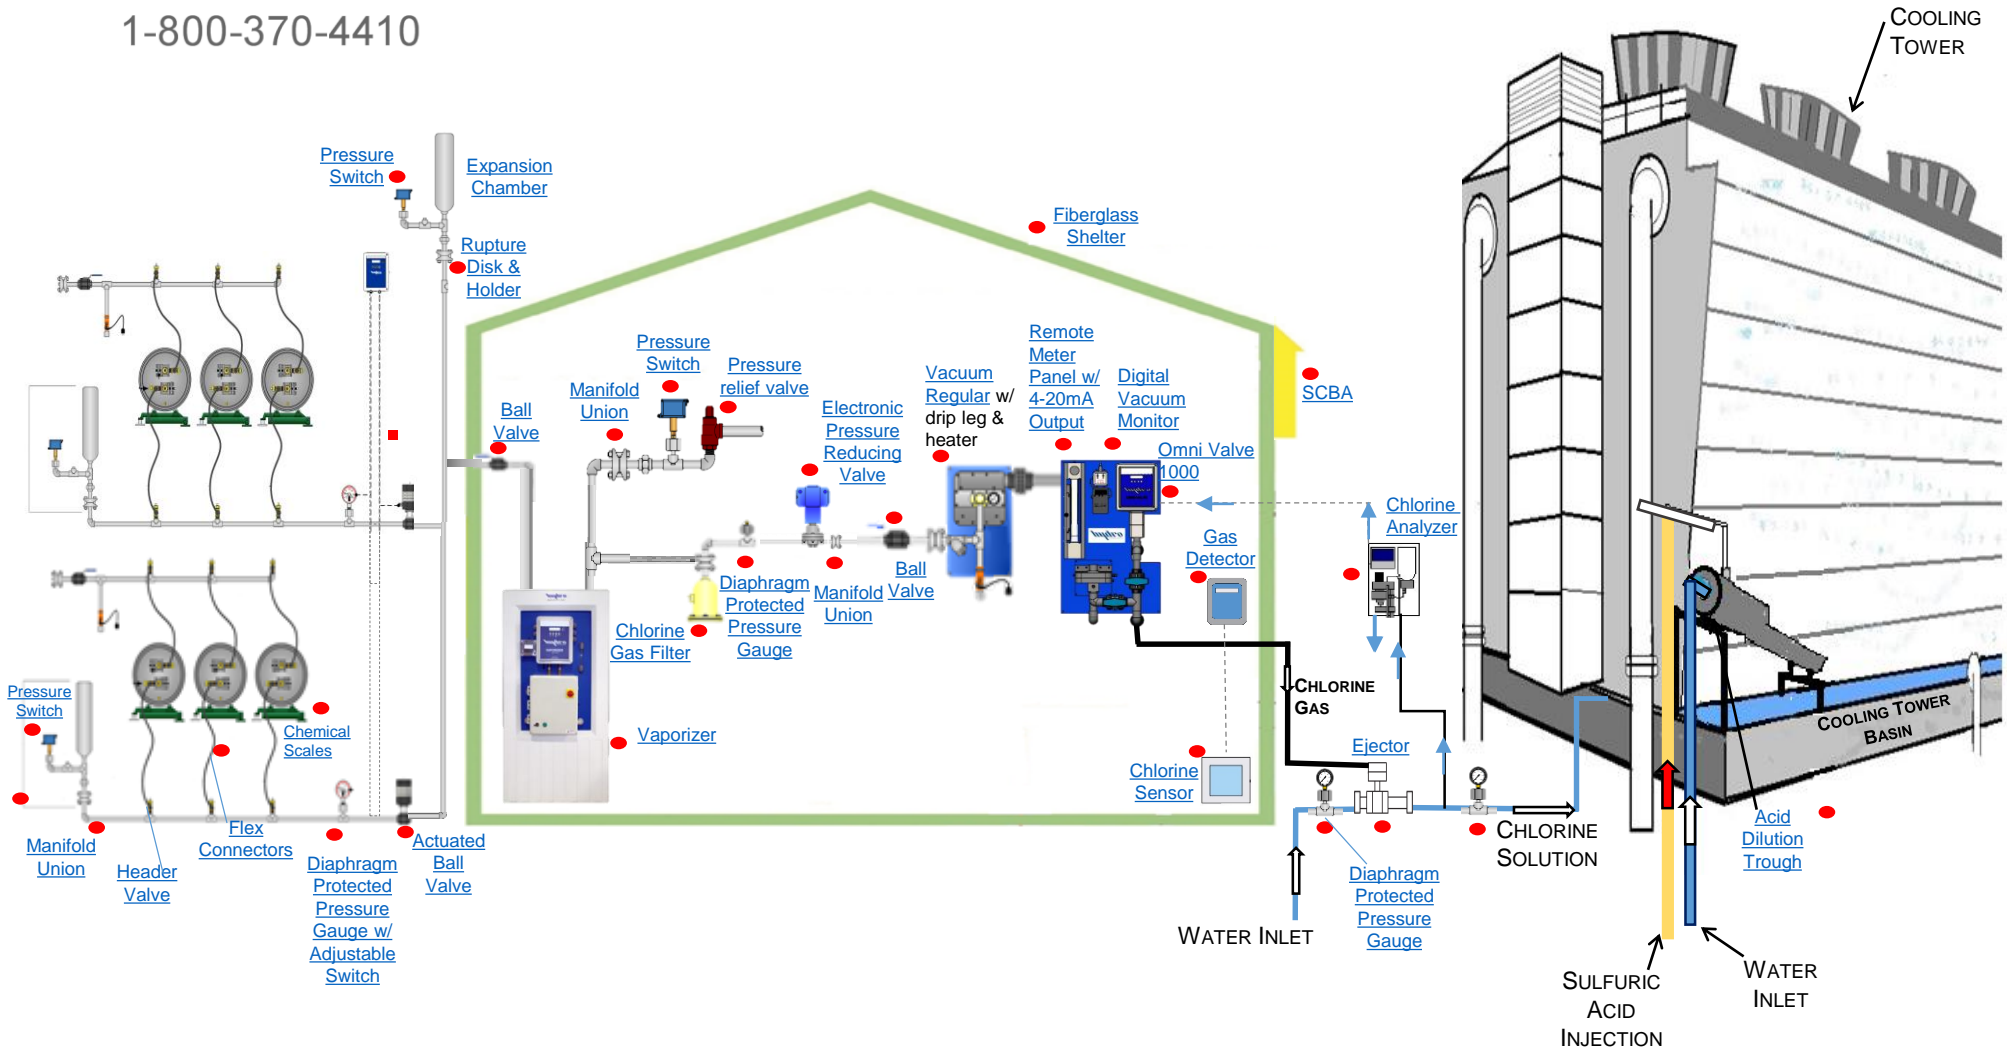 1-800-370-4410
COOLING
TOWER
Pressure
Switch
Expansion
Chamber
Rupture
Disk &
Holder
Fiberglass
Shelter
Pressure
Switch
Pressure
relief valve
Manifold
Union
Ball
Valve
Electronic
Pressure
Reducing
Valve
Vacuum
Regular w/
drip leg &
heater
Remote
Meter
Panel w/
4-20mA
Output
Digital
Vacuum
Monitor
SCBA
Omni Valve
1000
Chlorine
Analyzer
Gas
Detector
Diaphragm
Protected
Pressure
Gauge
Manifold
Union
Ball
Valve
Chlorine
Gas Filter
Vaporizer
CHLORINE
GAS
Chlorine
Sensor
Ejector
COOLING TOWER
BASIN
Pressure
Switch
Chemical
Scales
Manifold
Union
Header
Valve
Flex
Connectors
Diaphragm
Protected
Pressure
Gauge w/
Adjustable
Switch
Actuated
Ball
Valve
CHLORINE
SOLUTION
Acid
Dilution
Trough
Diaphragm
Protected
Pressure
Gauge
WATER INLET
SULFURIC
ACID
INJECTION
WATER
INLET